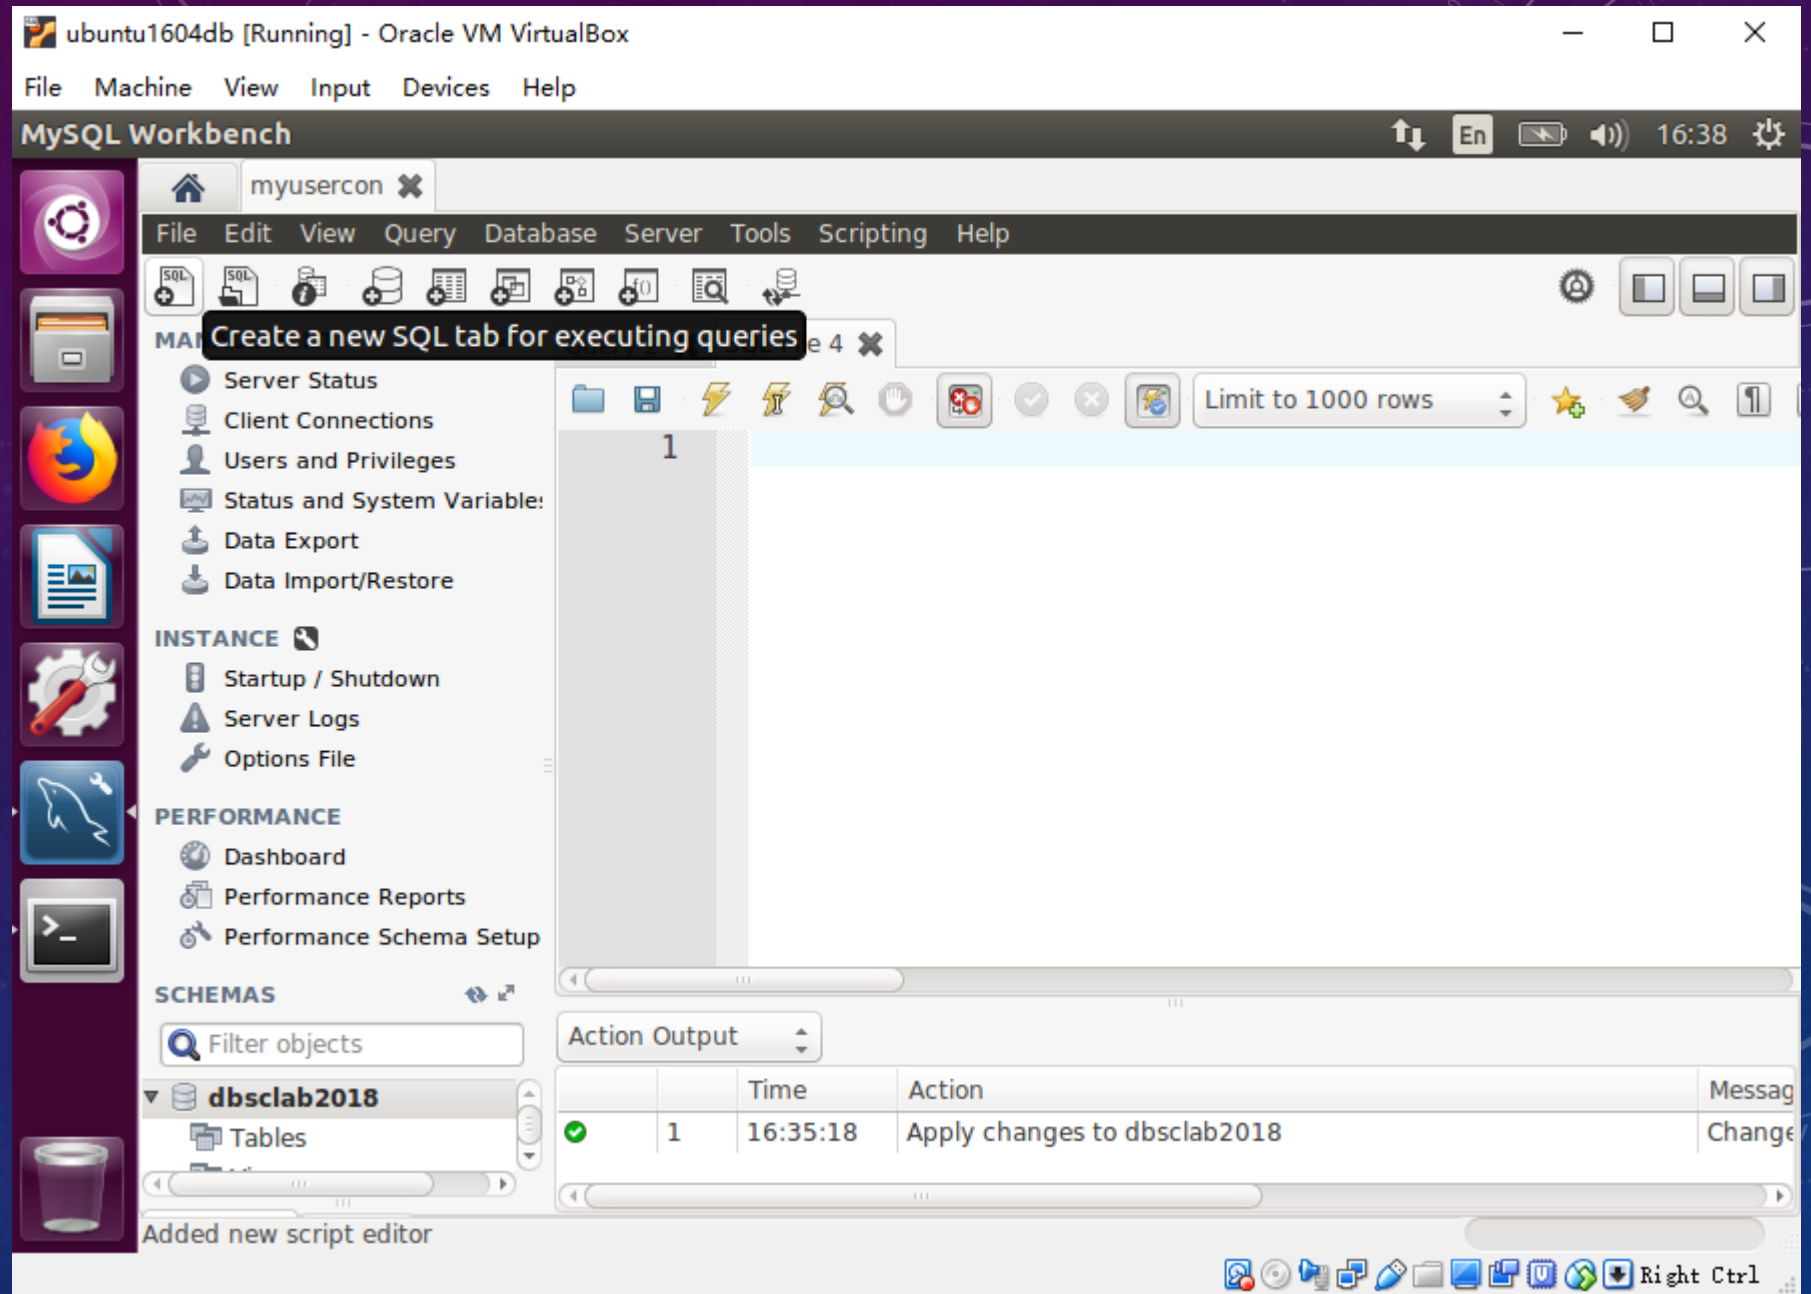 ubuntu1604db [Running] - Oracle VM VirtualBox
File Machine View Input Devices Help
MySQL Workbench En 16:38
myusercon
File Edit View Query Database Server Tools Scripting Help
SQL SQL
Create a new SQL tab for executing queries
e 4
Server Status
Client Connections
Users and Privileges
Status and System Variable
Data Export
Data Import/Restore
Limit to 1000 rows
1
INSTANCE
Startup / Shutdown
Server Logs
Options File
PERFORMANCE
Dashboard
Performance Reports
Performance Schema Setup
SCHEMAS
Filter objects
dbsclab2018
Tables
Action Output
Time Action Messag
1 16:35:18 Apply changes to dbsclab2018 Change
Added new script editor
Right Ctrl